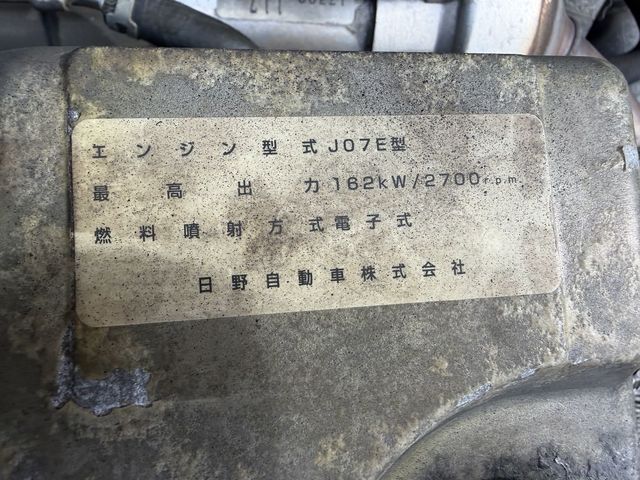 エンジン型式J07E型
最高出力162kW/2700r.p.m
燃料噴射方式電子式
日野自動車株式会社